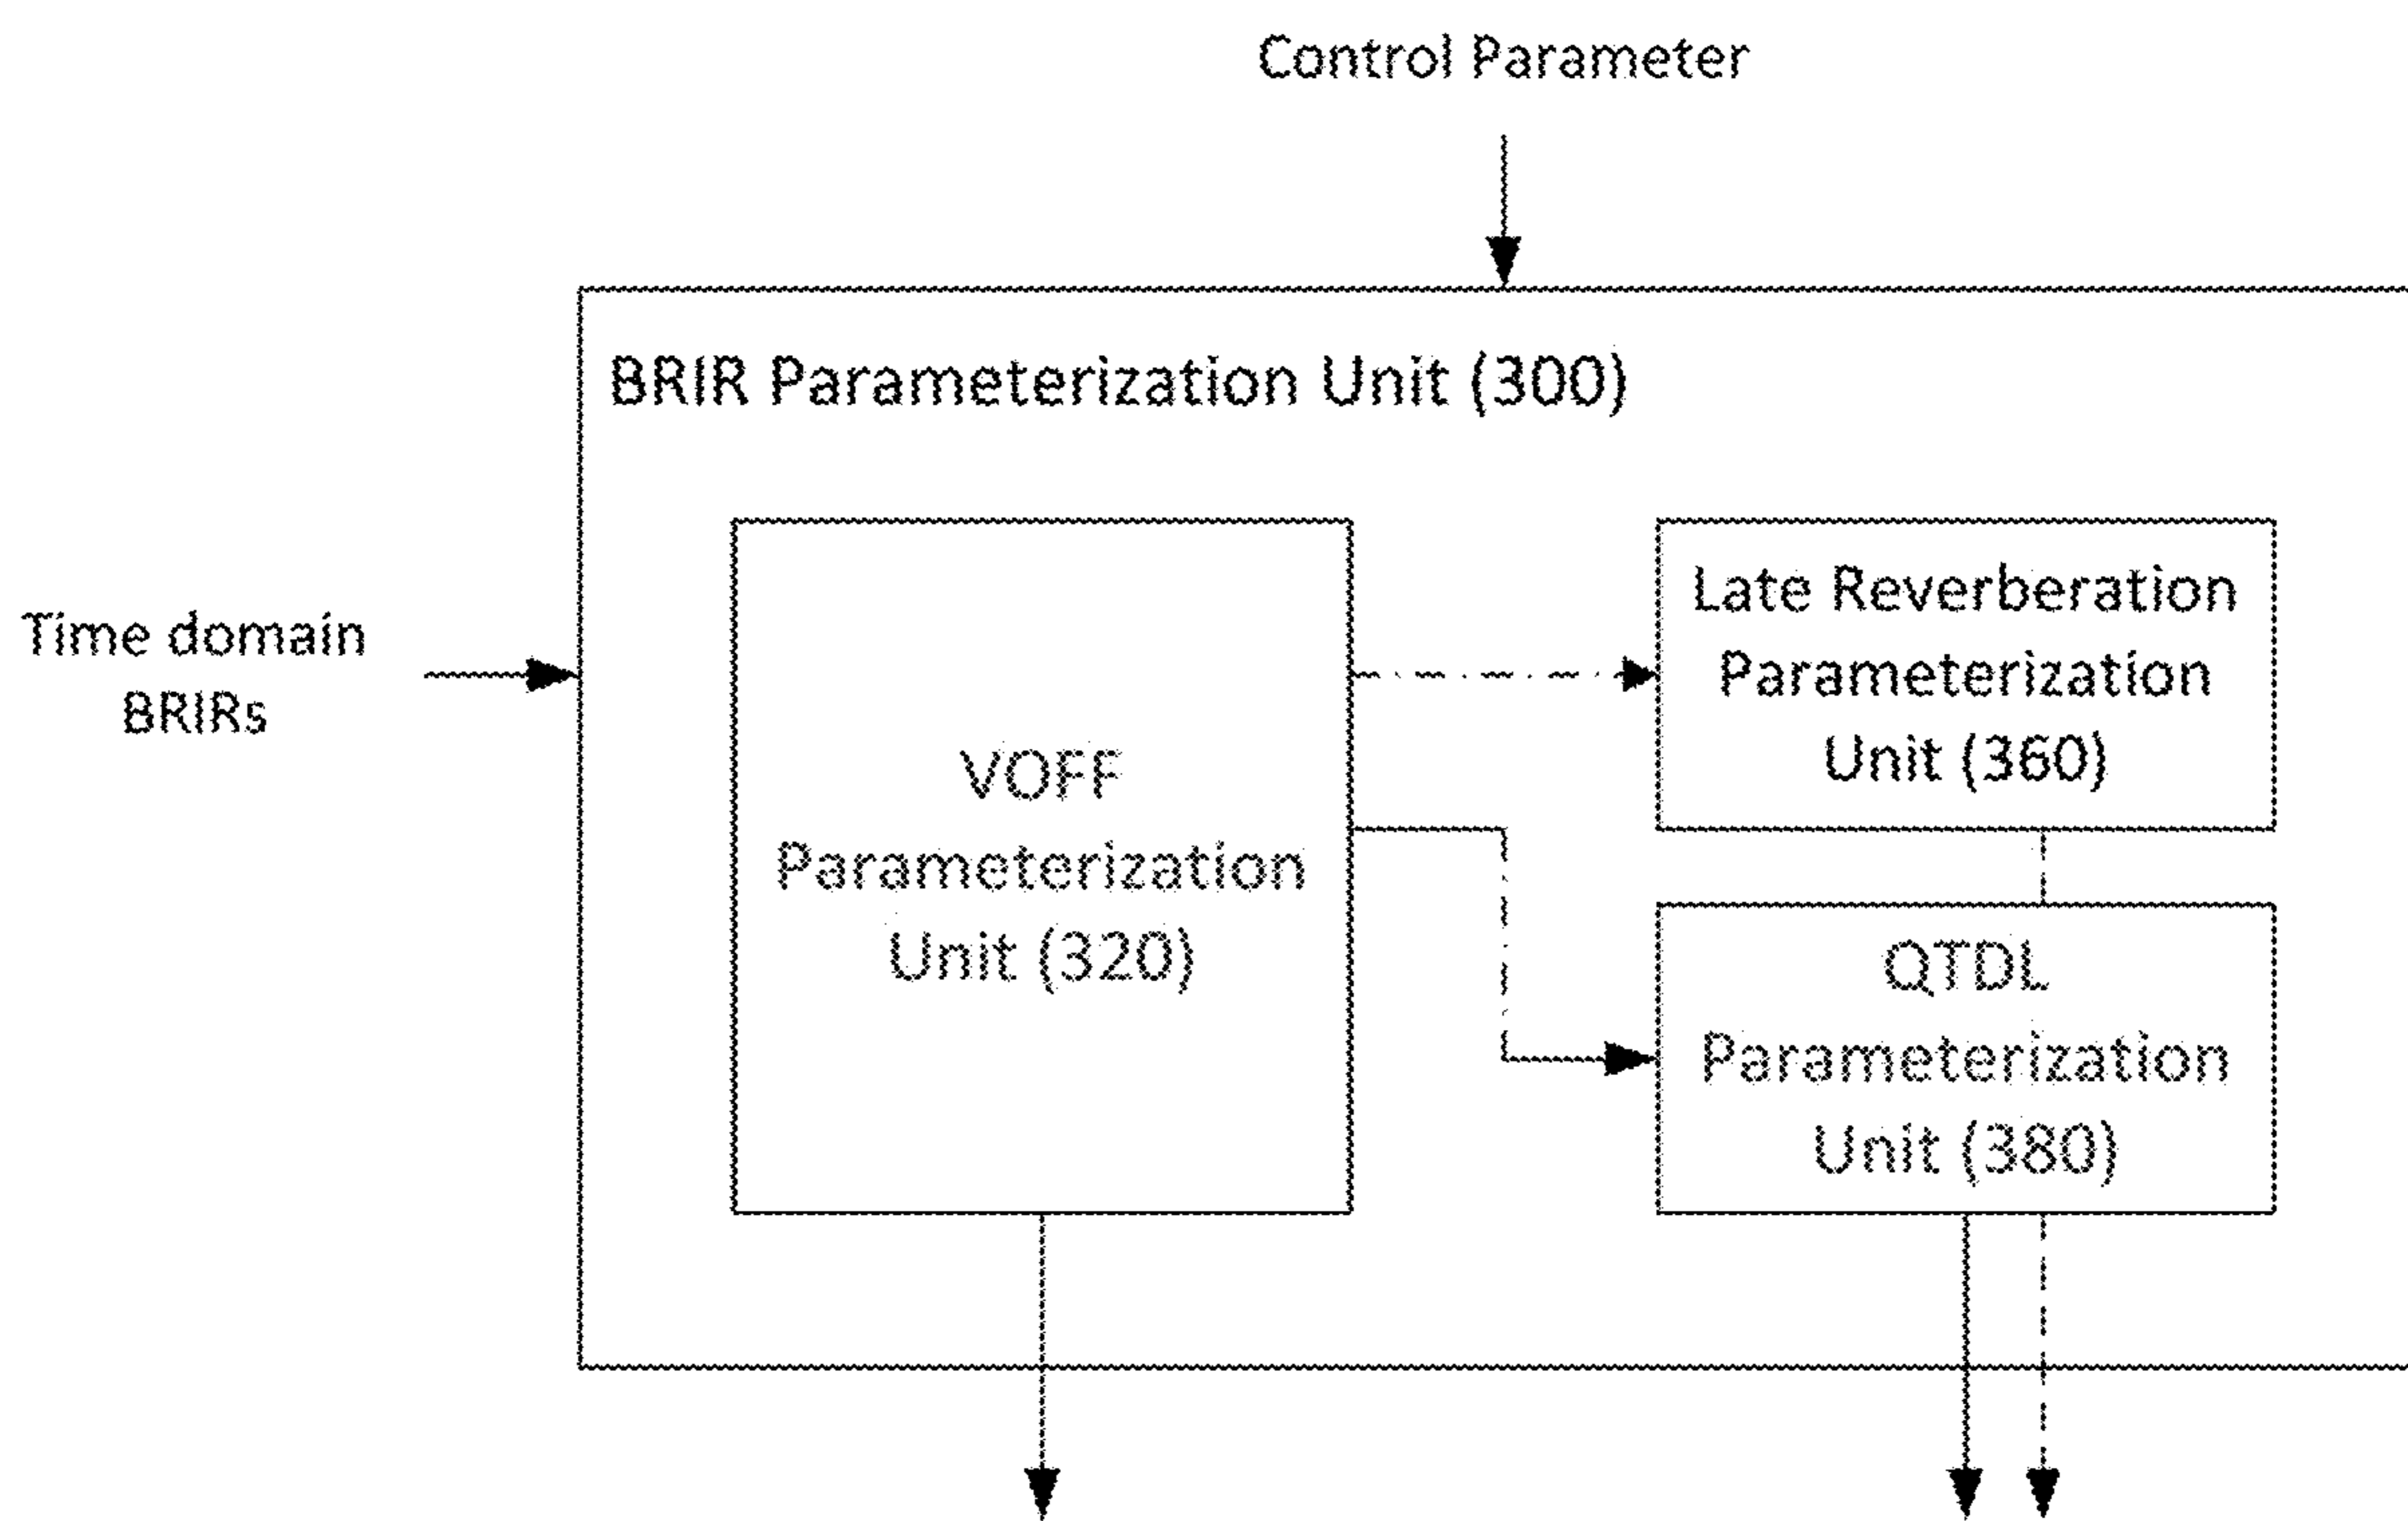 Control Parameter
BRIR Parameterization Unit (300)
Time domain
BRIRs
VOFF
Parameterization
Unit (320)
Late Reverberation
Parameterization
Unit (360)
QTDL
Parameterization
Unit (380)